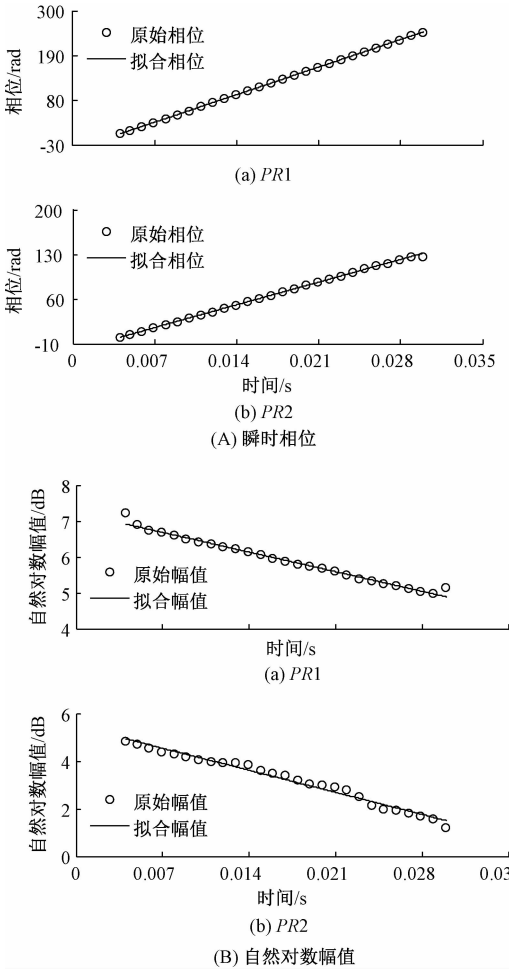 300
原始相位
拟合相位
190
80
-30
相位/rad
(a) PR1
200
原始相位
拟合相位
130
60
-10
相位/rad
0 0.007 0.014 0.021 0.028 0.035
时间/s
(b) PR2
(A) 瞬时相位
8
7
6
5
4
自然对数幅值/dB
原始幅值
拟合幅值
时间/s
(a) PR1
6
4
2
0
自然对数幅值/dB
原始幅值
拟合幅值
0 0.007 0.014 0.021 0.028 0.03
时间/s
(b) PR2
(B) 自然对数幅值